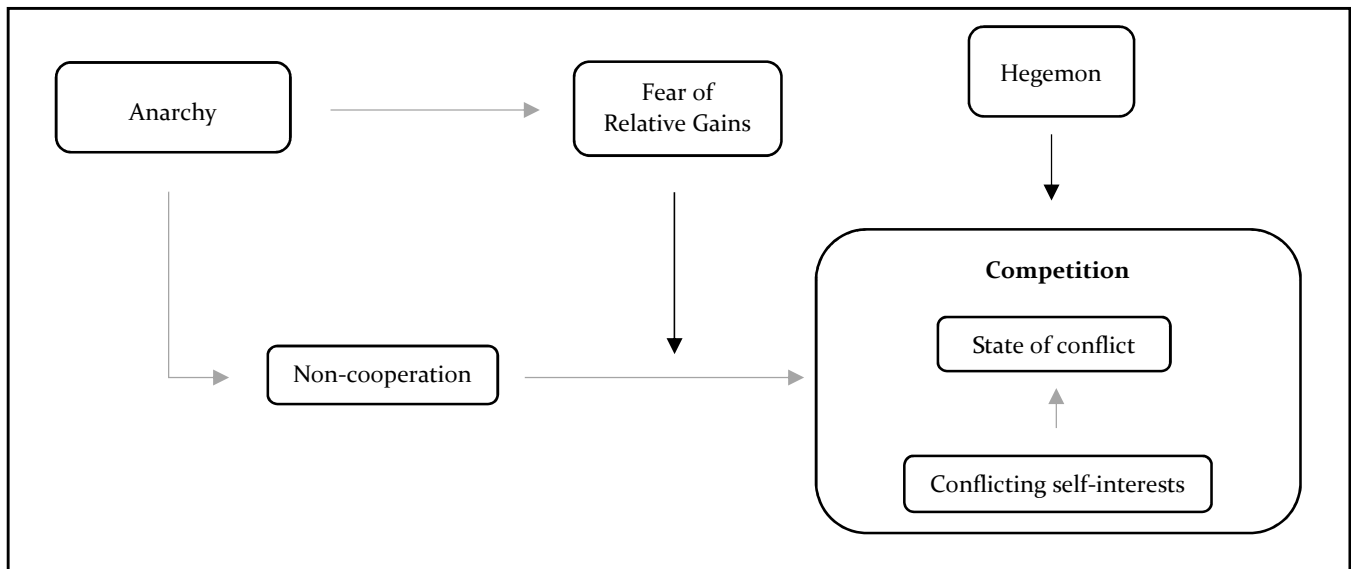 Anarchy
Fear of
Relative Gains
Hegemon
Competition
State of conflict
Non-cooperation
Conflicting self-interests